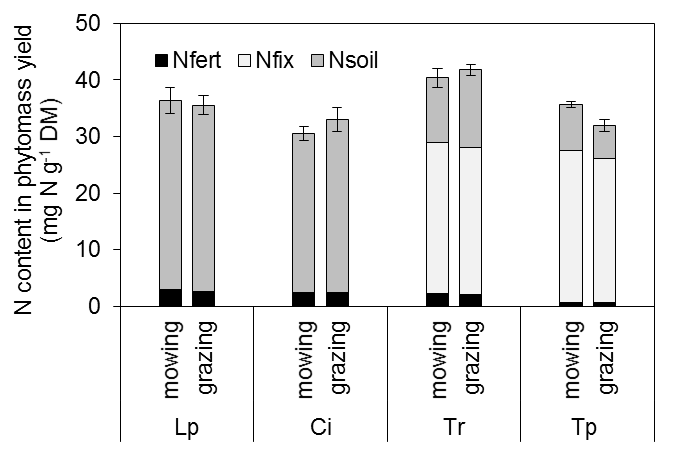 N content in phytomass yield
(mg N g-1 DM)
50
40
30
20
10
0
Nfert Nfix Nsoil
mowing grazing mowing grazing mowing grazing mowing grazing
Lp Ci Tr Tp